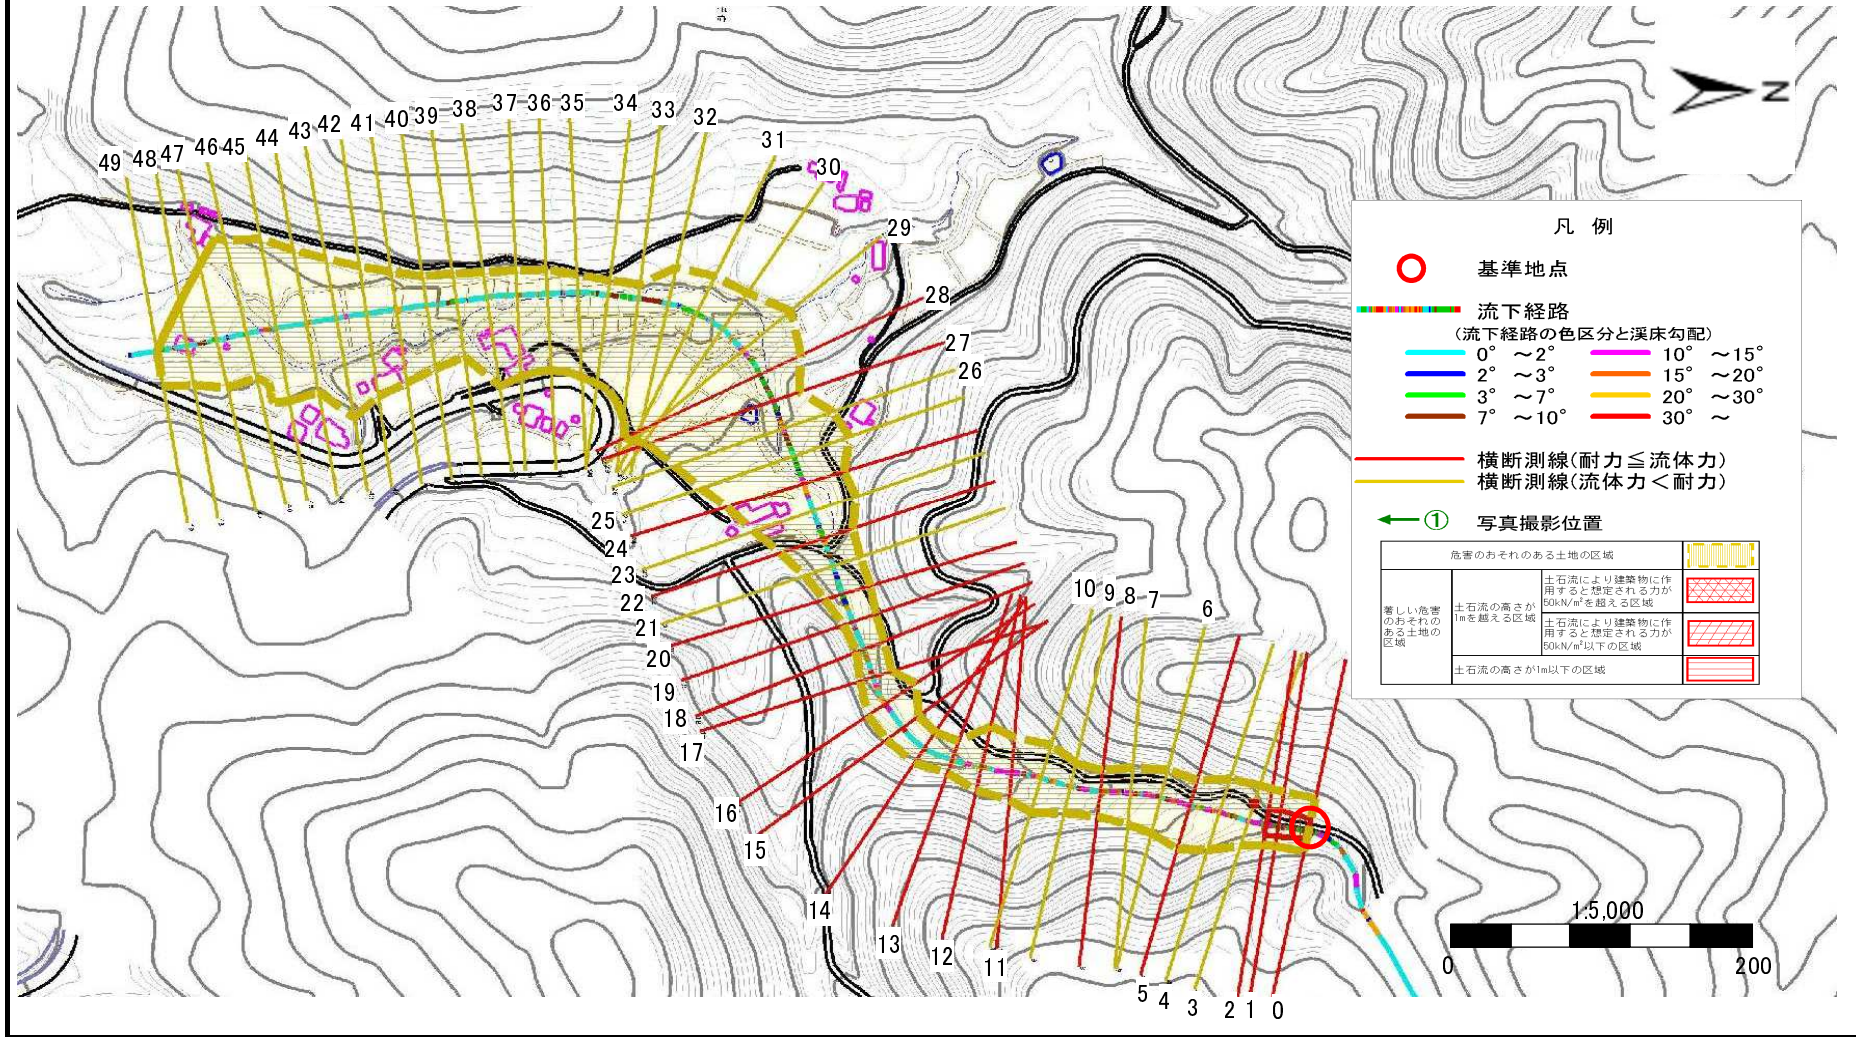 49 48 47 46 45 44 43 42 41 40 39 38 37 36 35 34 33 32
31
30
29
28
27
26
25
24
23
22
21
20
19
18
17
16
15
14
13
12
11
10 9 8 7 6
5 4 3 2 1 0
N
凡 例
基準地点
流下経路
(流下経路の色区分と渓床勾配)
0° ~2°
10° ~15°
2° ~3°
15° ~20°
3° ~7°
20° ~30°
7° ~10°
30° ~
横断測線(耐力≦流体力)
横断測線(流体力<耐力)
① 写真撮影位置
危害のおそれのある土地の区域
著しい危害
のおそれの
ある土地の
区域
土石流の高さが
1mを越える区域
土石流により建築物に作
用すると想定される力が
50kN/m²を超える区域
土石流により建築物に作
用すると想定される力が
50kN/m²以下の区域
土石流の高さが1m以下の区域
1:5,000
0 200